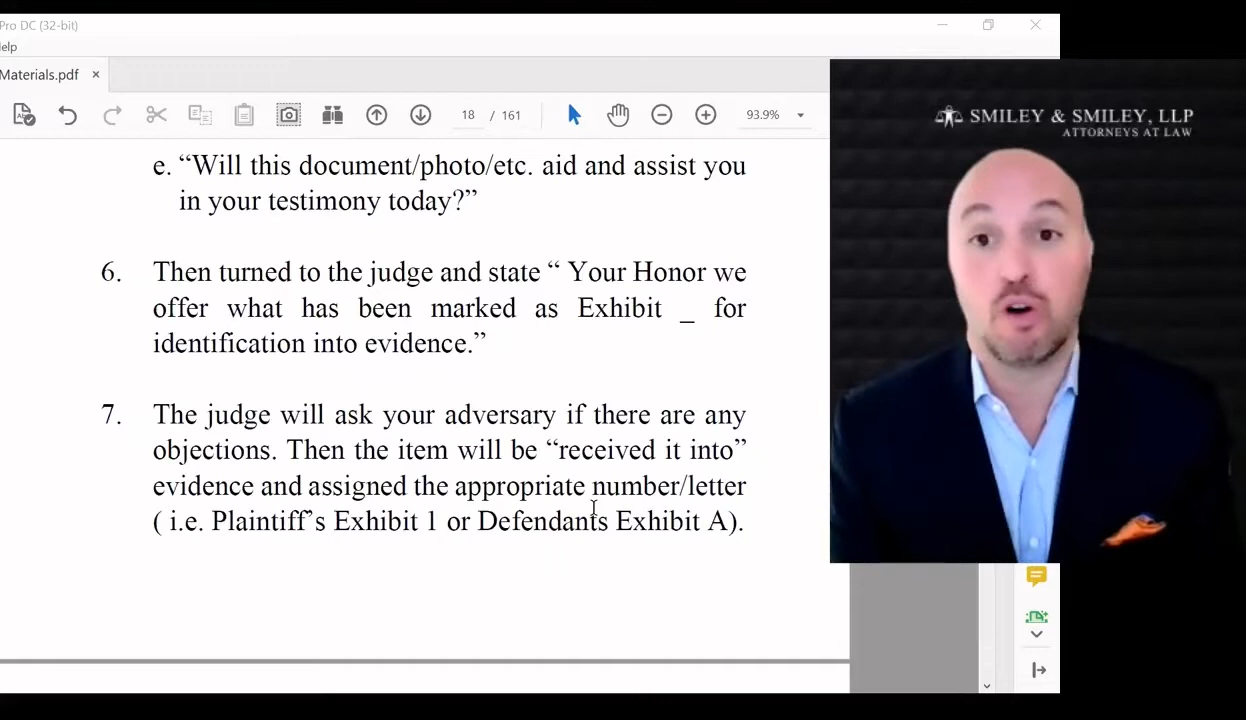 Pro DC (32-bit)
elp
Materials.pdf ×
18 / 161
93.9%
e. “Will this document/photo/etc. aid and assist you
in your testimony today?”
6. Then turned to the judge and state “ Your Honor we
offer what has been marked as Exhibit _ for
identification into evidence.”
7. The judge will ask your adversary if there are any
objections. Then the item will be “received it into”
evidence and assigned the appropriate number/letter
( i.e. Plaintiff’s Exhibit 1 or Defendants Exhibit A).
SMILEY & SMILEY, LLP
ATTORNEYS AT LAW